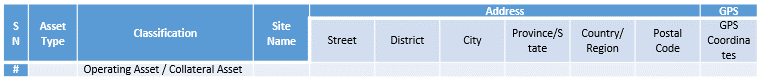 Address
GPS
S
N
Asset
Type
Classification
Site
Name
Street
District
City
Province/S
tate
Country/
Region
Postal
Code
GPS
Coordina
tes
#
Operating Asset / Collateral Asset